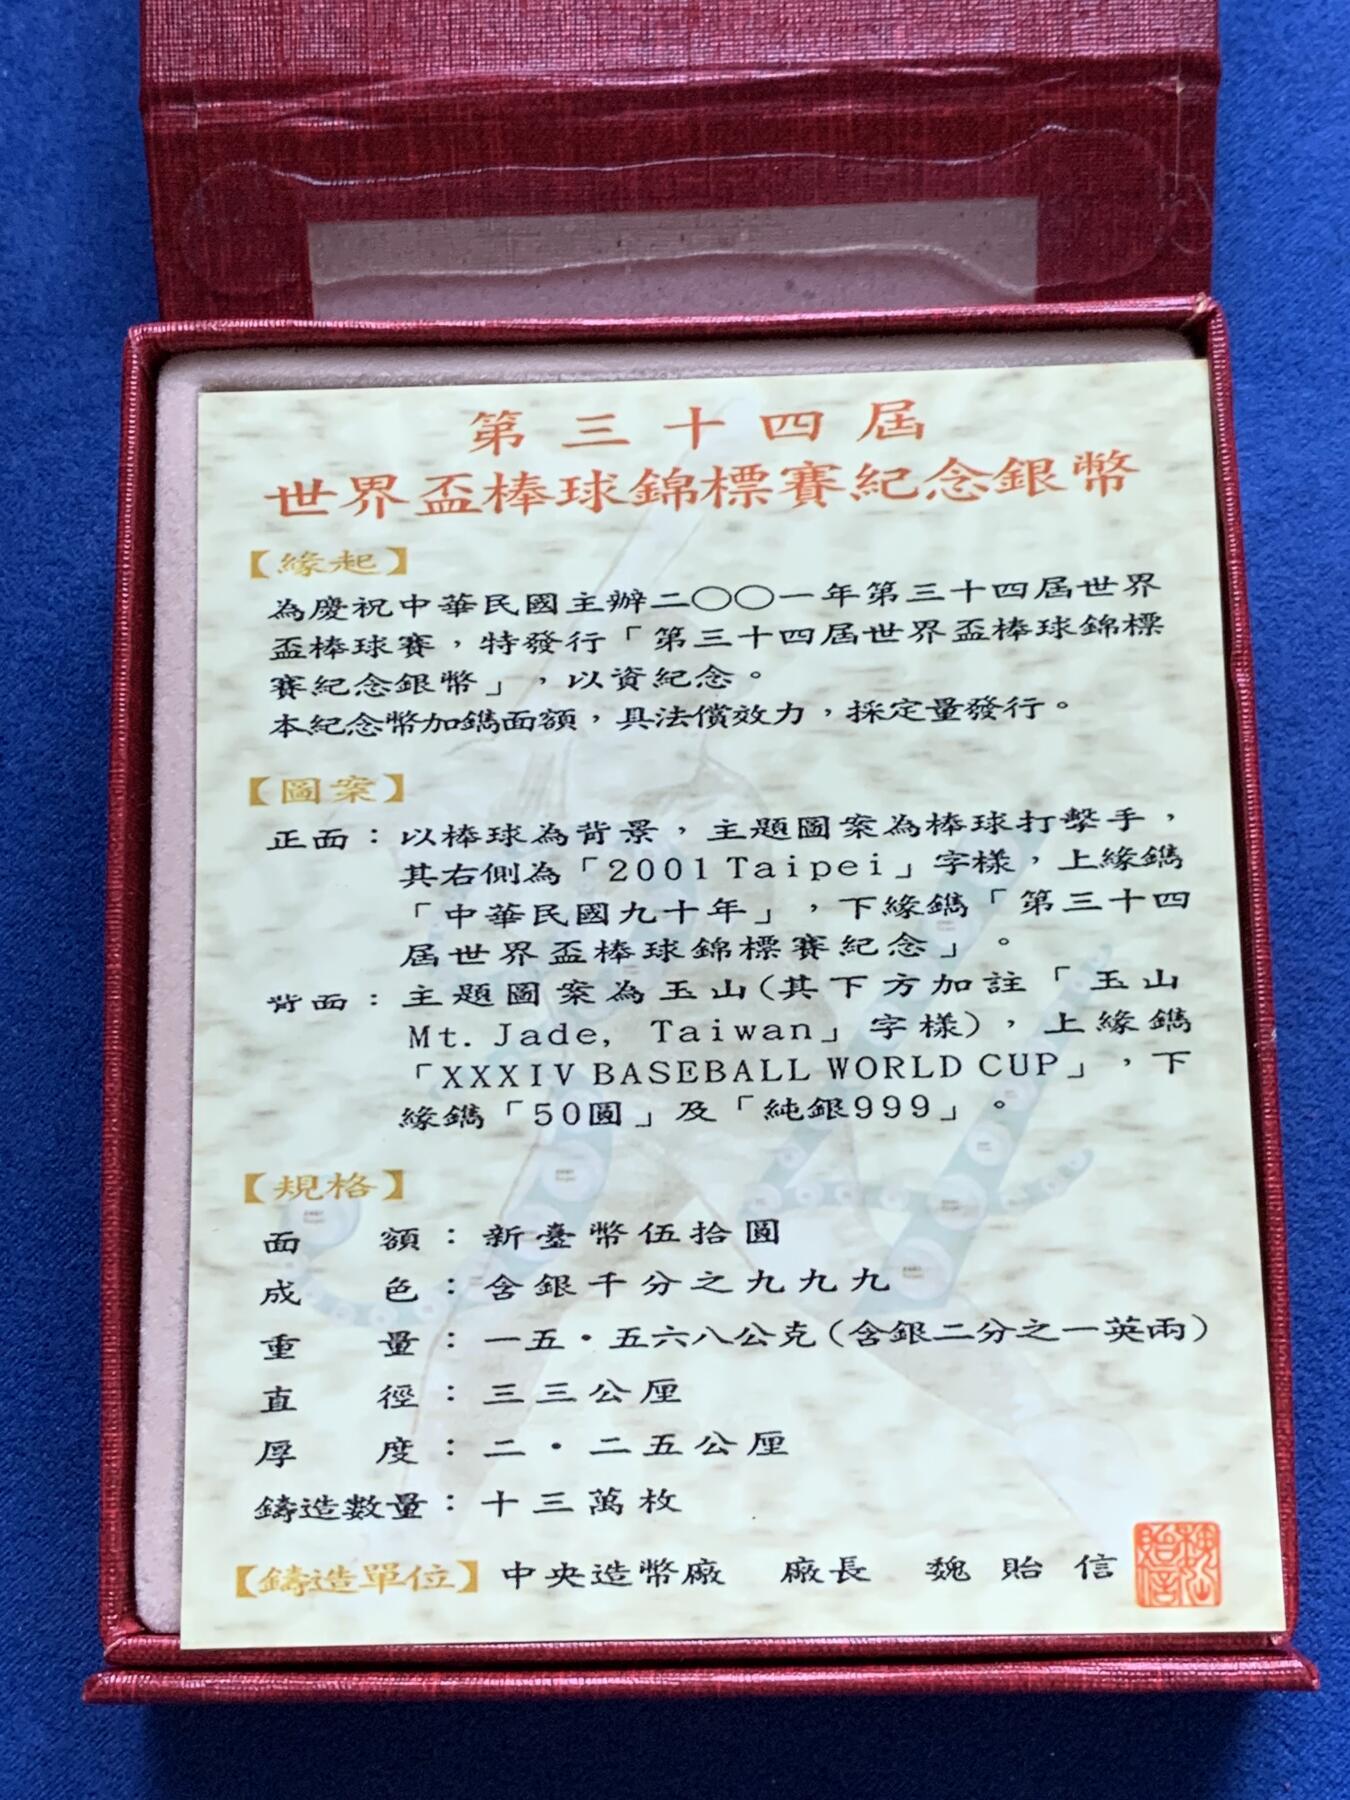 第三十四屆
世界盃棒球錦標賽紀念銀幣
【緣起】
為慶祝中華民國主辦二〇〇一年第三十四屆世界
盃棒球賽，特發行「第三十四屆世界盃棒球錦標
賽紀念銀幣」，以資紀念。
本紀念幣加鐫面額，具法償效力，採定量發行。
【圖案】
正面：以棒球為背景，主題圖案為棒球打擊手，
其右側為「2001 Taipei」字樣，上緣鐫
「中華民國九十年」，下緣鐫「第三十四
屆世界盃棒球錦標賽紀念」。
背面：主題圖案為玉山(其下方加註「玉山
Mt. Jade, Taiwan」字樣)，上緣鐫
「XXXIV BASEBALL WORLD CUP」，下
緣鐫「50圓」及「純銀999」。
【規格】
面額：新臺幣伍拾圓
成色：含銀千分之九九九
重量：一五·五六八公克(含銀二分之一英兩)
直徑：三三公厘
厚度：二·二五公厘
鑄造數量：十三萬枚
【鑄造單位】中央造幣廠 廠長 魏貽信